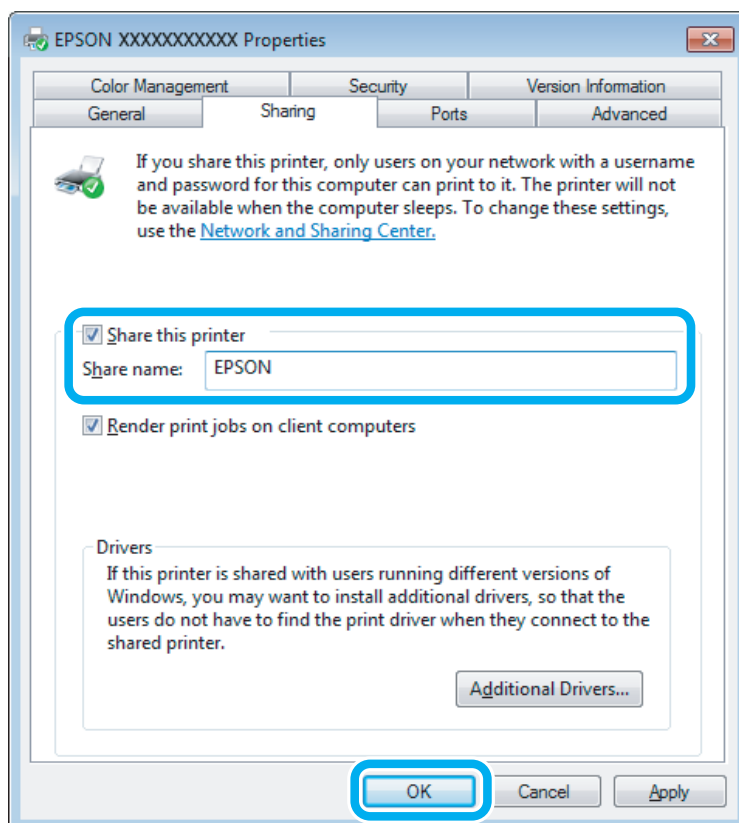 EPSON XXXXXXXXXXX Properties
Color Management Security Version Information
General Sharing Ports Advanced
If you share this printer, only users on your network with a username
and password for this computer can print to it. The printer will not
be available when the computer sleeps. To change these settings,
use the Network and Sharing Center.
Share this printer
Share name: EPSON
Render print jobs on client computers
Drivers
If this printer is shared with users running different versions of
Windows, you may want to install additional drivers, so that the
users do not have to find the print driver when they connect to the
shared printer.
Additional Drivers...
OK Cancel Apply